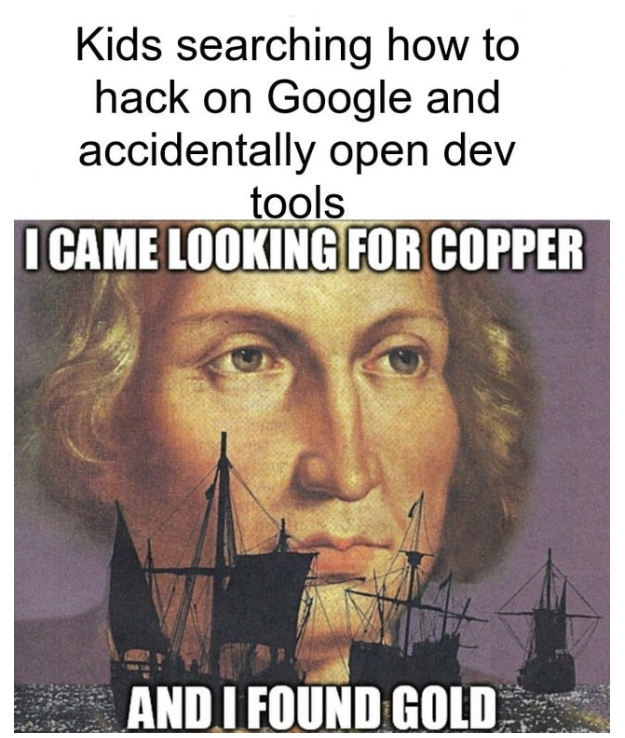 Kids searching how to
hack on Google and
accidentally open dev
tools
I CAME LOOKING FOR COPPER
AND I FOUND GOLD